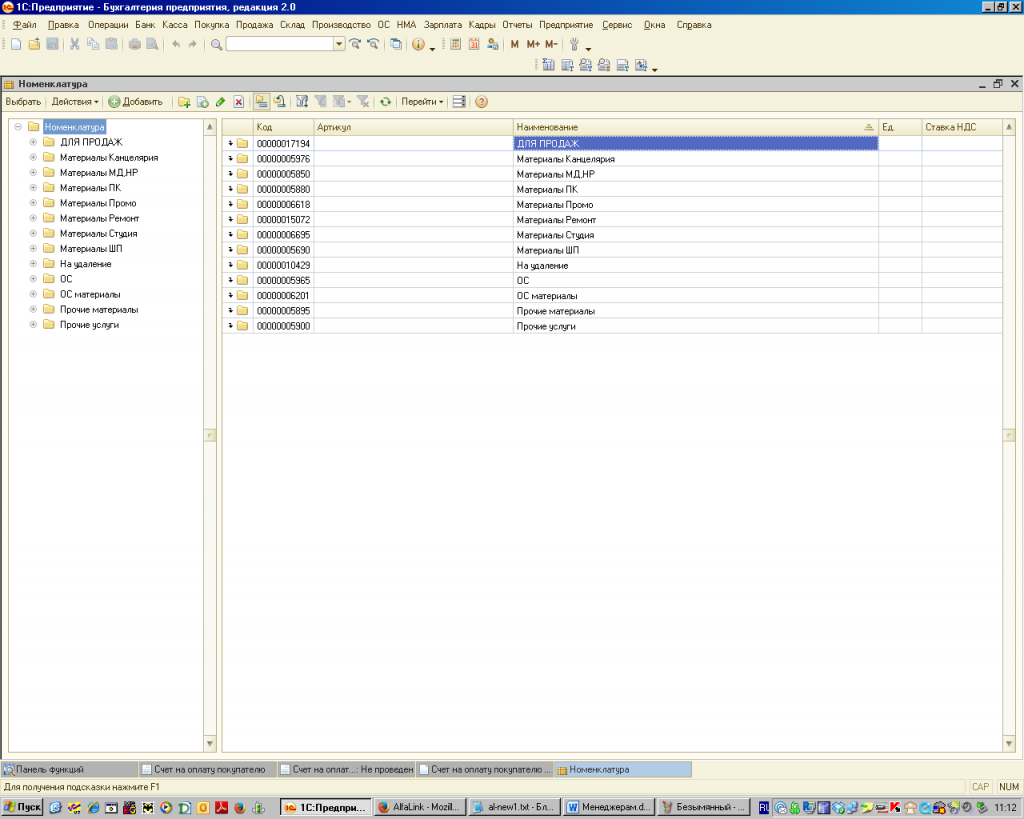 1С:Предприятие - Бухгалтерия предприятия, редакция 2.0
Файл Правка Операции Банк Касса Покупка Продажа Склад Производство ОС НМА Зарплата Кадры Отчеты Предприятие Сервис Окна Справка
M M+ M-
Номенклатура
Выбрать Действия Добавить Перейти
Номенклатура
ДЛЯ ПРОДАЖ
Материалы Канцелярия
Материалы МД,НР
Материалы ПК
Материалы Промо
Материалы Ремонт
Материалы Студия
Материалы ШП
На удаление
ОС
ОС материалы
Прочие материалы
Прочие услуги
Код Артикул Наименование Ед. Ставка НДС
00000017194 ДЛЯ ПРОДАЖ
00000005976 Материалы Канцелярия
00000005850 Материалы МД,НР
00000005880 Материалы ПК
00000006618 Материалы Промо
00000015072 Материалы Ремонт
00000006695 Материалы Студия
00000005690 Материалы ШП
00000010429 На удаление
00000005965 ОС
00000006201 ОС материалы
00000005895 Прочие материалы
00000005900 Прочие услуги
Панель функций Счет на оплату покупателю Счет на оплат...: Не проведен Счет на оплату покупателю ... Номенклатура
Для получения подсказки нажмите F1 CAP NUM
Пуск 1С:Предпри... AlfaLink - Mozil... al-new1.txt - Бл... Менеджерам.d... Безымянный - ... RU 11:12